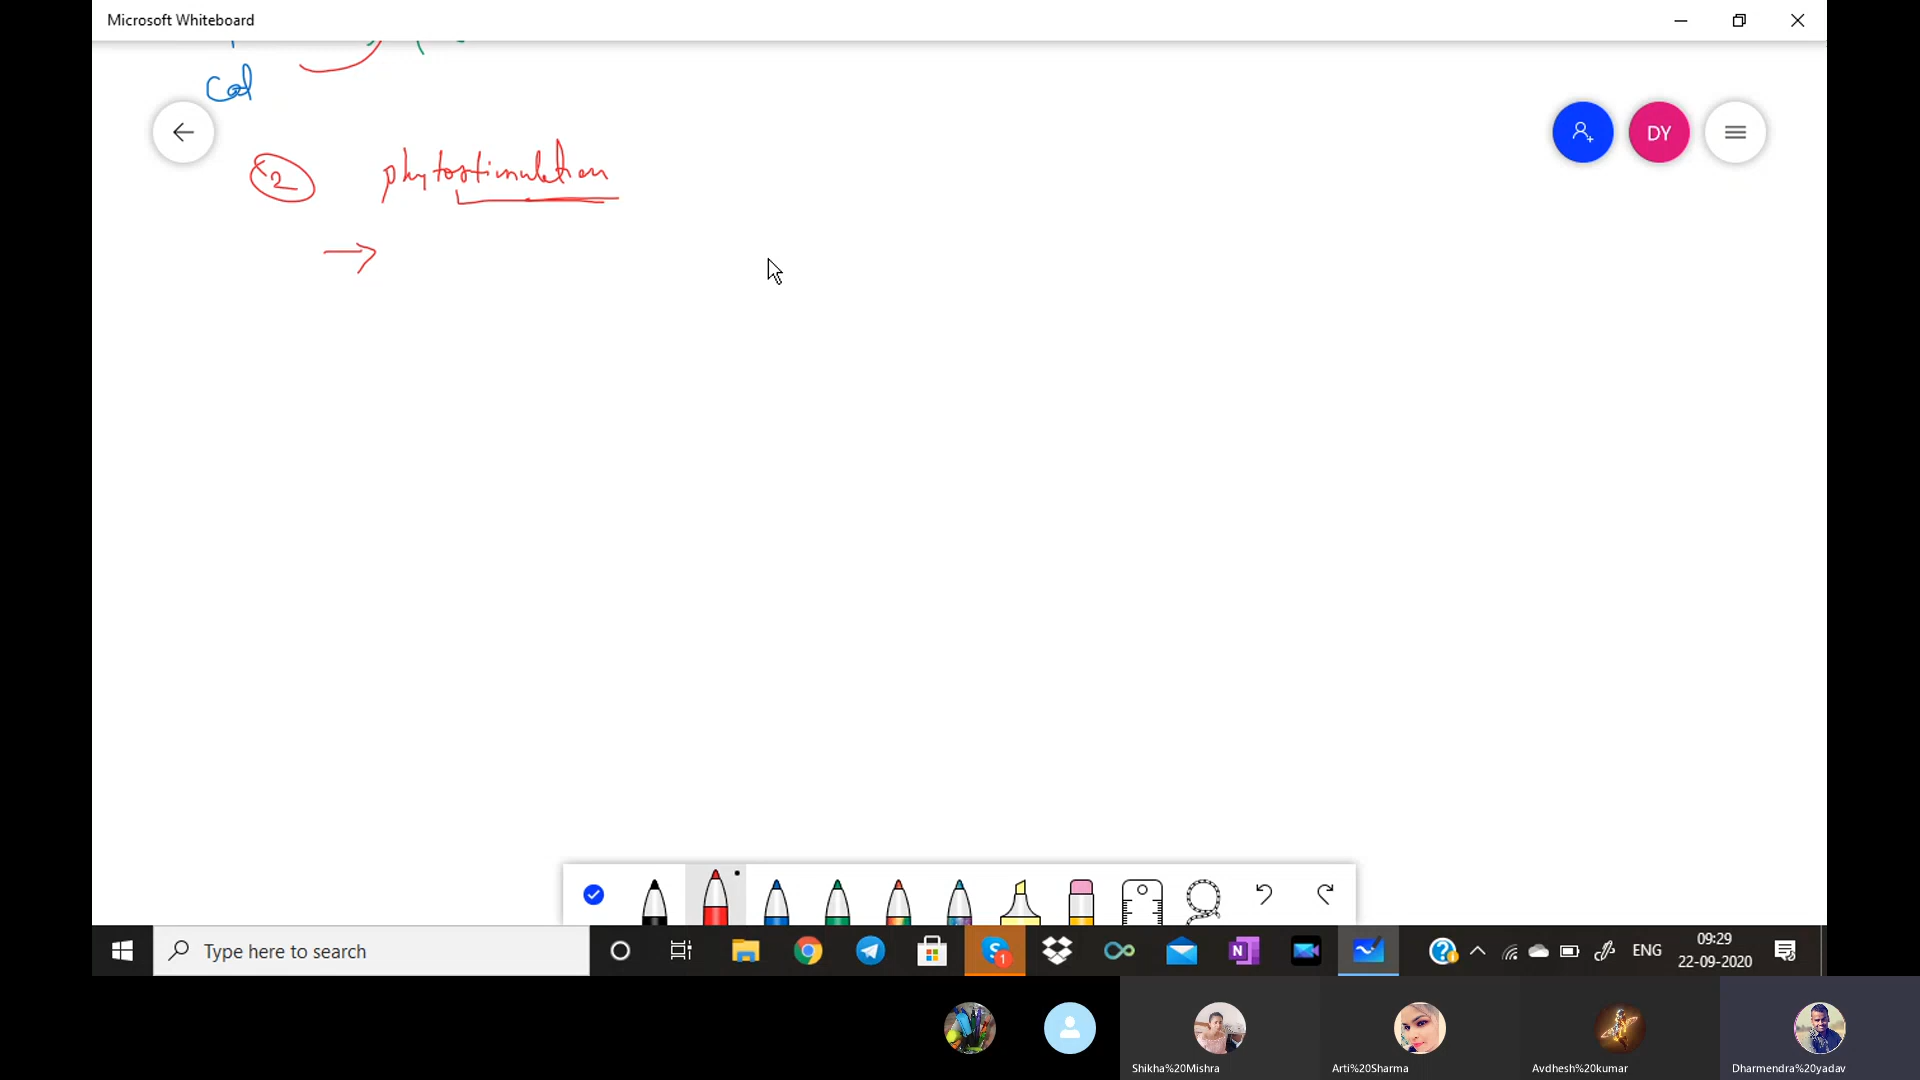 Microsoft Whiteboard
Cd
DY
2 phytostimulation
→
Type here to search
1
N
ENG
09:29
22-09-2020
Shikha%20Mishra
Arti%20Sharma
Avdhesh%20kumar
Dharmendra%20yadav